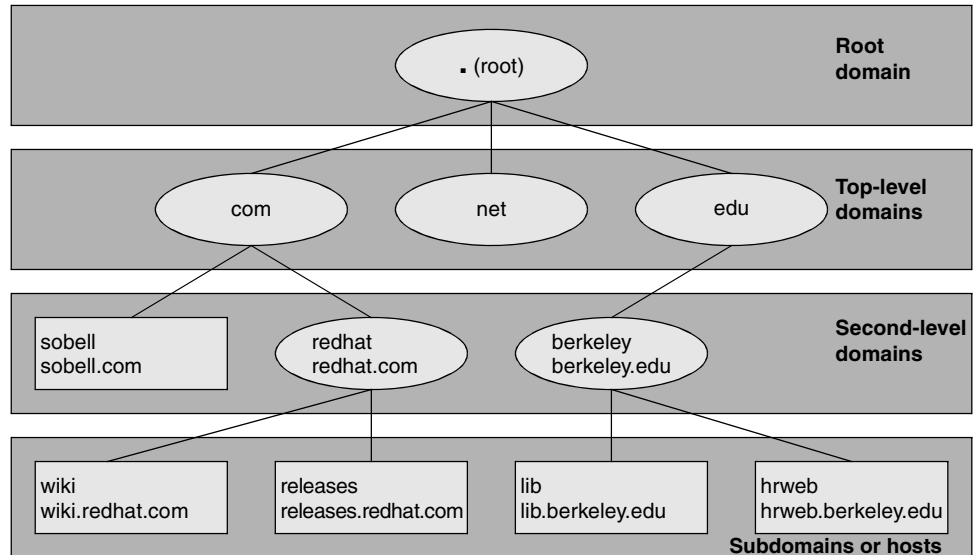 . (root)
Root
domain
com
net
edu
Top-level
domains
sobell
sobell.com
redhat
redhat.com
berkeley
berkeley.edu
Second-level
domains
wiki
wiki.redhat.com
releases
releases.redhat.com
lib
lib.berkeley.edu
hrweb
hrweb.berkeley.edu
Subdomains or hosts